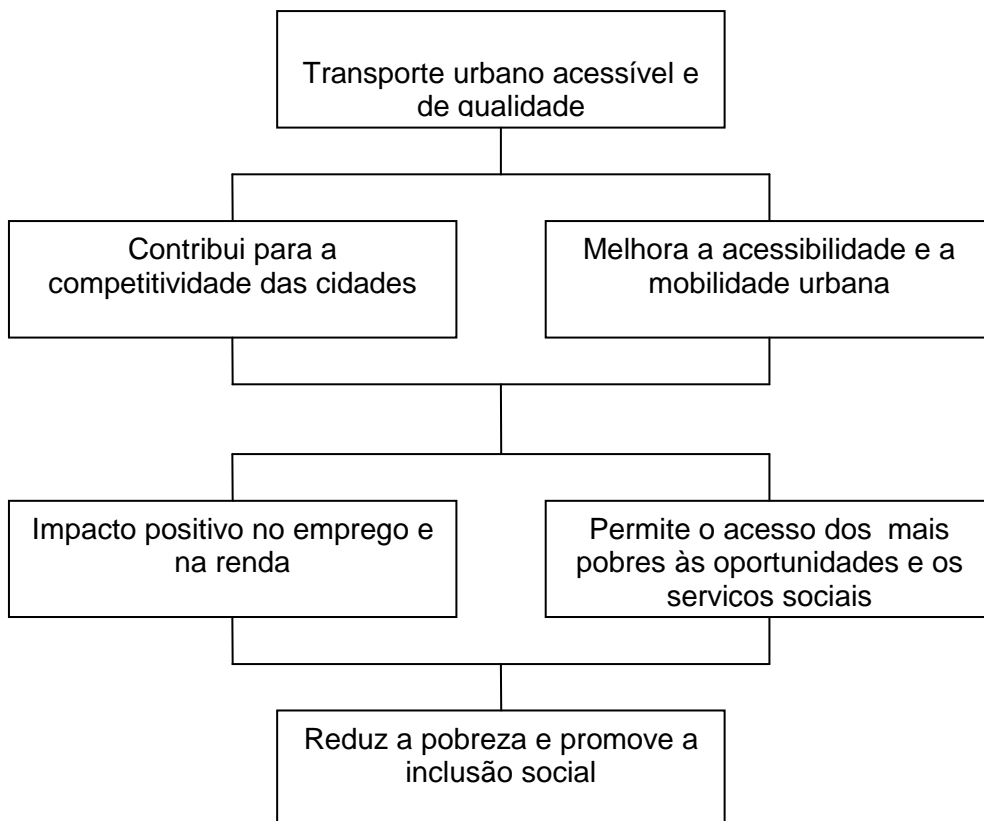 Transporte urbano acessível e
de qualidade
Contribui para a
competitividade das cidades
Melhora a acessibilidade e a
mobilidade urbana
Impacto positivo no emprego e
na renda
Permite o acesso dos mais
pobres às oportunidades e os
serviços sociais
Reduz a pobreza e promove a
inclusão social